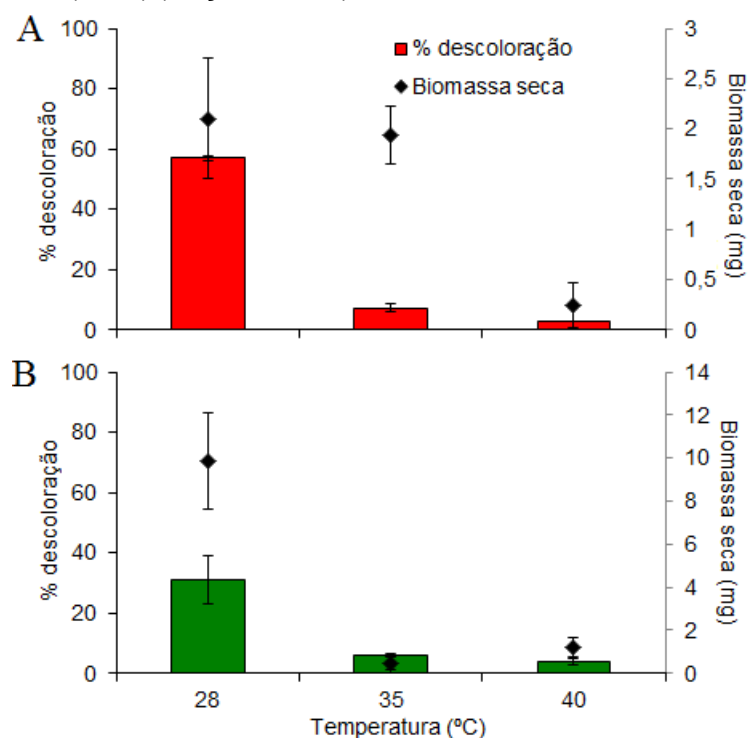 A
100
80
60
40
20
0
% descoloração
% descoloração
Biomassa seca
3
2,5
2
1,5
1
0,5
0
Biomassa seca (mg)
B
100
80
60
40
20
0
% descoloração
14
12
10
8
6
4
2
0
Biomassa seca (mg)
28 35 40
Temperatura (ºC)